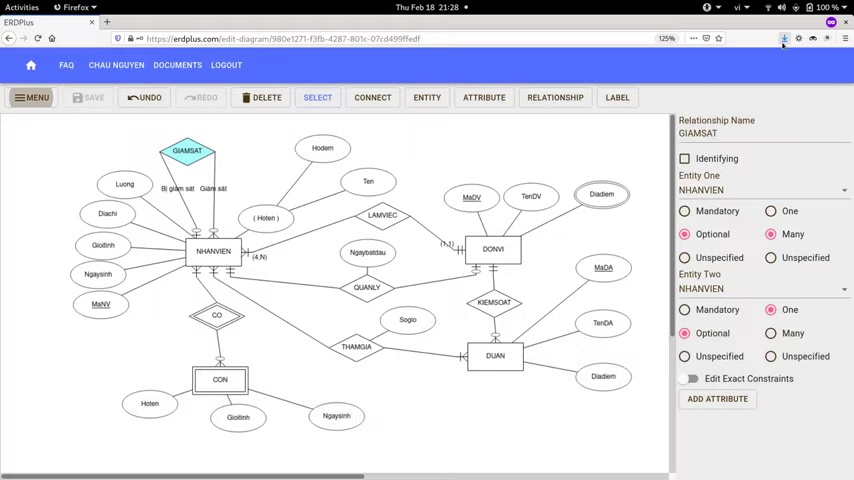 Activities Firefox Thu Feb 18 21:28 vi 100 %
ERDPlus
https://erdplus.com/edit-diagram/980e1271-f3fb-4287-801c-07cd499ffedf 125%
FAQ CHAU NGUYEN DOCUMENTS LOGOUT
MENU SAVE UNDO REDO DELETE SELECT CONNECT ENTITY ATTRIBUTE RELATIONSHIP LABEL
Relationship Name
GIAMSAT
Identifying
Entity One
NHANVIEN
Mandatory One
Optional Many
Unspecified Unspecified
Entity Two
NHANVIEN
Mandatory One
Optional Many
Unspecified Unspecified
Edit Exact Constraints
ADD ATTRIBUTE
GIAMSAT
Hodem
Luong
Bị giám sát Giám sát
Ten
MaDV
TenDV
Diadiem
Diachi
( Hoten )
LAMVIEC
Gioitinh
NHANVIEN
(4,N)
Ngaybatdau
(1,1)
DONVI
Ngaysinh
MaDA
MaNV
QUANLY
KIEMSOAT
CO
Sogio
TenDA
THAMGIA
DUAN
CON
Diadiem
Hoten
Gioitinh
Ngaysinh